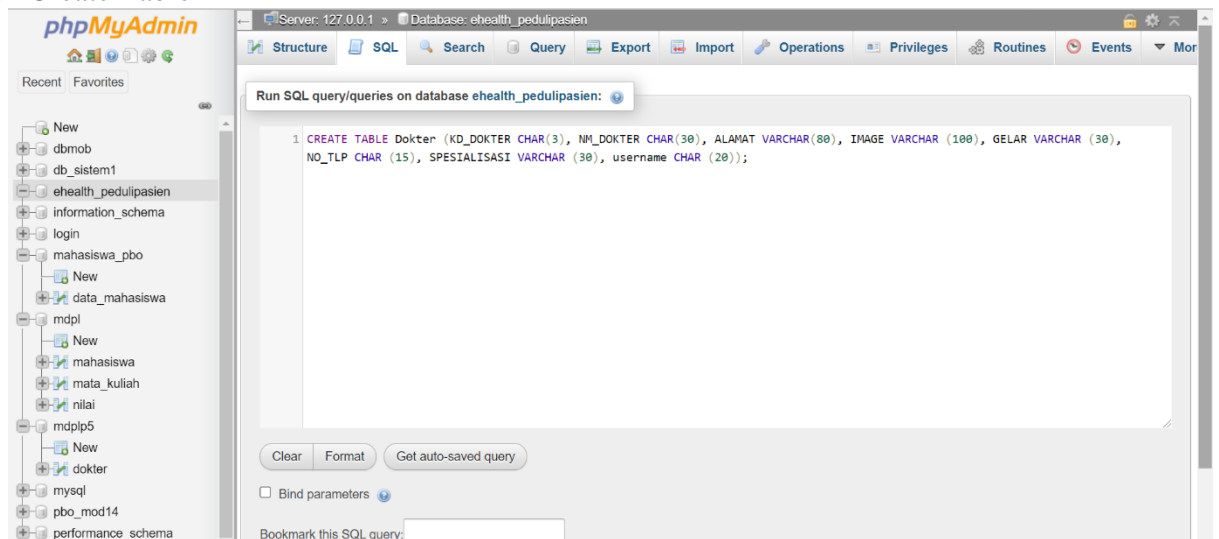 phpMyAdmin
Recent Favorites
New
dbmob
db_sistem1
ehealth_pedulipasien
information_schema
login
mahasiswa_pbo
New
data_mahasiswa
mdpl
New
mahasiswa
mata_kuliah
nilai
mdplp5
New
dokter
mysql
pbo_mod14
performance_schema
Server: 127.0.0.1 » Database: ehealth_pedulipasien
Structure SQL Search Query Export Import Operations Privileges Routines Events Mor
Run SQL query/queries on database ehealth_pedulipasien:
1 CREATE TABLE Dokter (KD_DOKTER CHAR(3), NM_DOKTER CHAR(30), ALAMAT VARCHAR(80), IMAGE VARCHAR (100), GELAR VARCHAR (30),
NO_TLP CHAR (15), SPESIALISASI VARCHAR (30), username CHAR (20));
Clear Format Get auto-saved query
Bind parameters
Bookmark this SQL query: